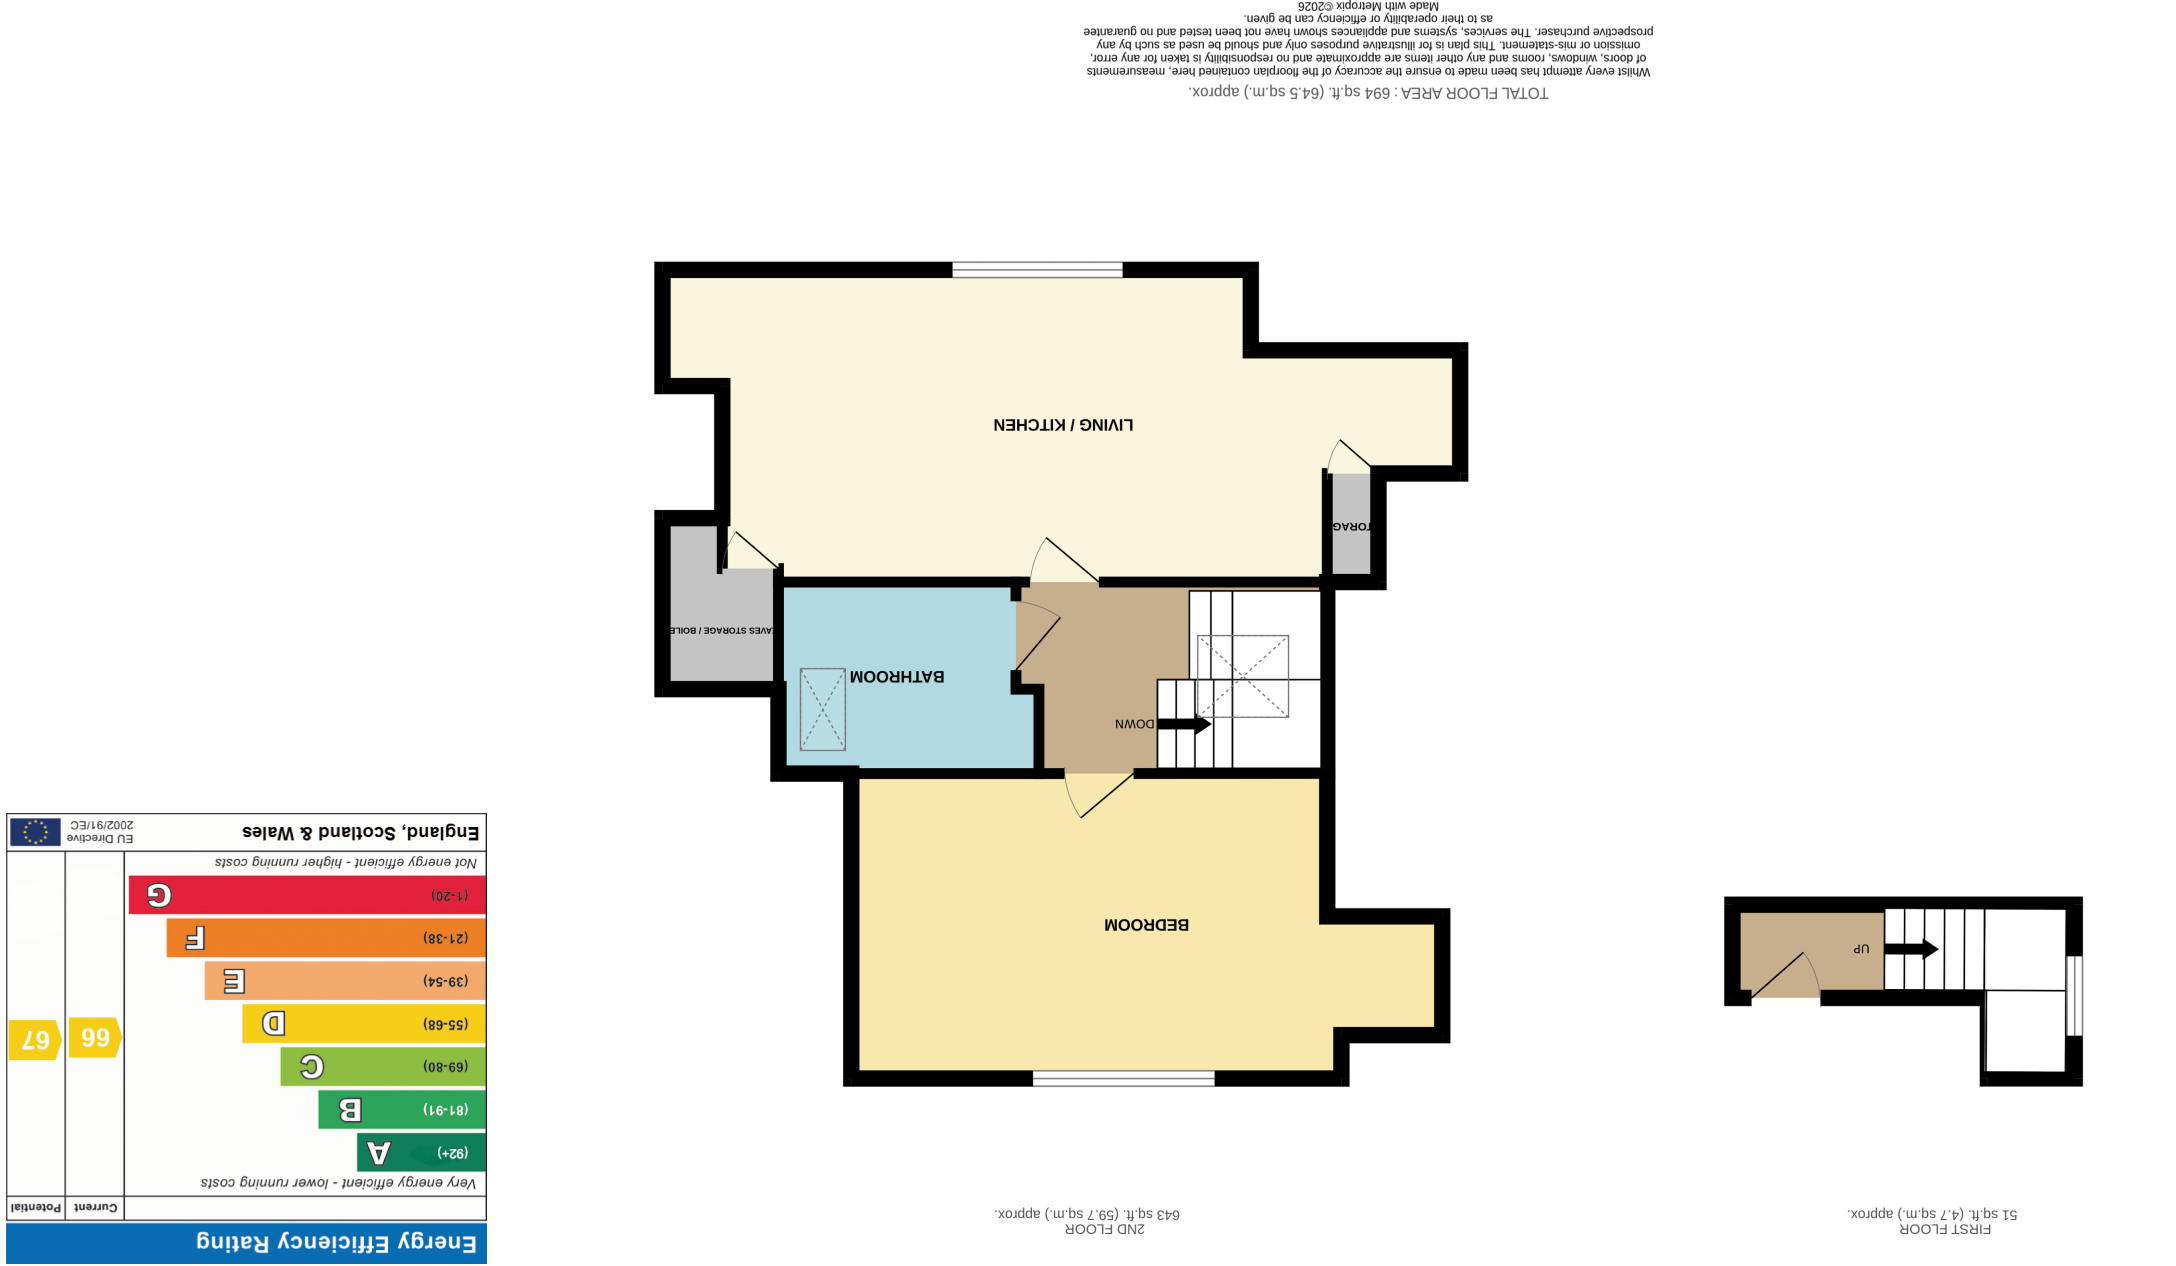 FIRST FLOOR
51 sq.ft. (4.7 sq.m.) approx.
2ND FLOOR
643 sq.ft. (59.7 sq.m.) approx.
UP
BEDROOM
DOWN
BATHROOM
EAVES STORAGE / BOILE
TORAG
LIVING / KITCHEN
Energy Efficiency Rating
Current
Potential
Very energy efficient - lower running costs
(92+) A
(81-91) B
(69-80) C
(55-68) D
66
67
(39-54) E
(21-38) F
(1-20) G
Not energy efficient - higher running costs
England, Scotland & Wales
EU Directive
2002/91/EC
TOTAL FLOOR AREA : 694 sq.ft. (64.5 sq.m.) approx.
Whilst every attempt has been made to ensure the accuracy of the floorplan contained here, measurements
of doors, windows, rooms and any other items are approximate and no responsibility is taken for any error,
omission or mis-statement. This plan is for illustrative purposes only and should be used as such by any
prospective purchaser. The services, systems and appliances shown have not been tested and no guarantee
as to their operability or efficiency can be given.
Made with Metropix ©2026